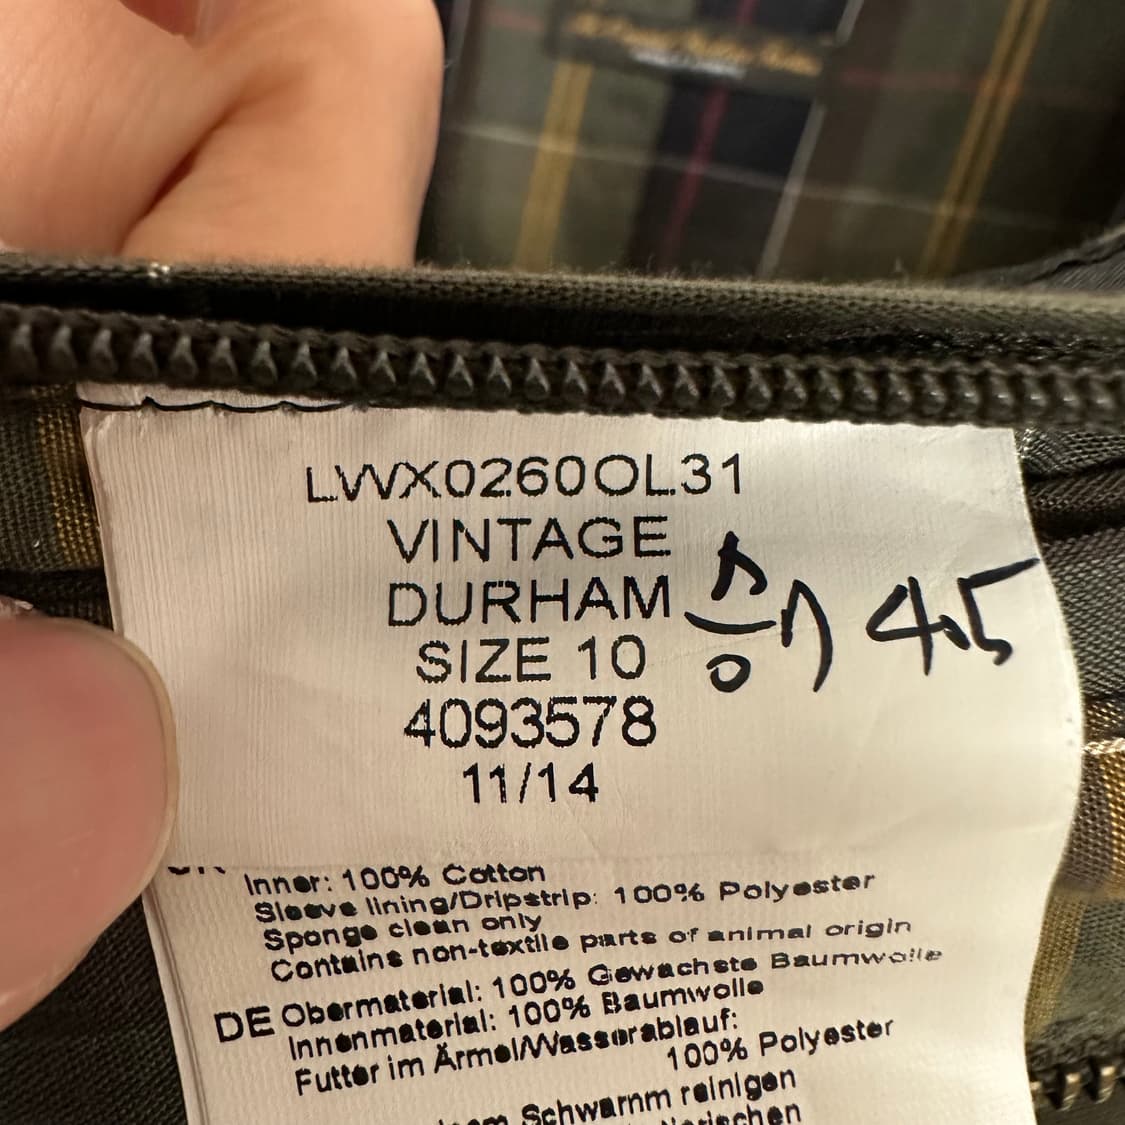 LWX0260OL31
VINTAGE
DURHAM
SIZE 10
4093578
11/14
4.5
Inner: 100% Cotton
Sleeve lining/Dripstrip: 100% Polyester
Sponge clean only
Contains non-textile parts of animal origin
DE Obermaterial: 100% Gewachste Baumwolle
Innenmaterial: 100% Baumwolle
Futter im Ärmel/Wasserablauf:
100% Polyester
Schwamm reinigen